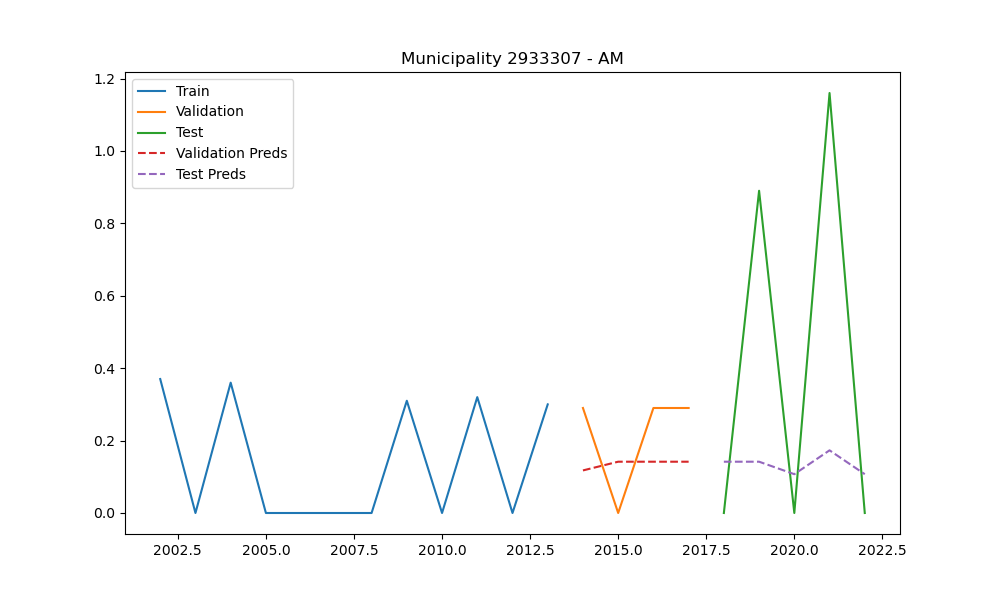 Municipality 2933307 - AM
1.2
1.0
0.8
0.6
0.4
0.2
0.0
Train
Validation
Test
Validation Preds
Test Preds
2002.5 2005.0 2007.5 2010.0 2012.5 2015.0 2017.5 2020.0 2022.5